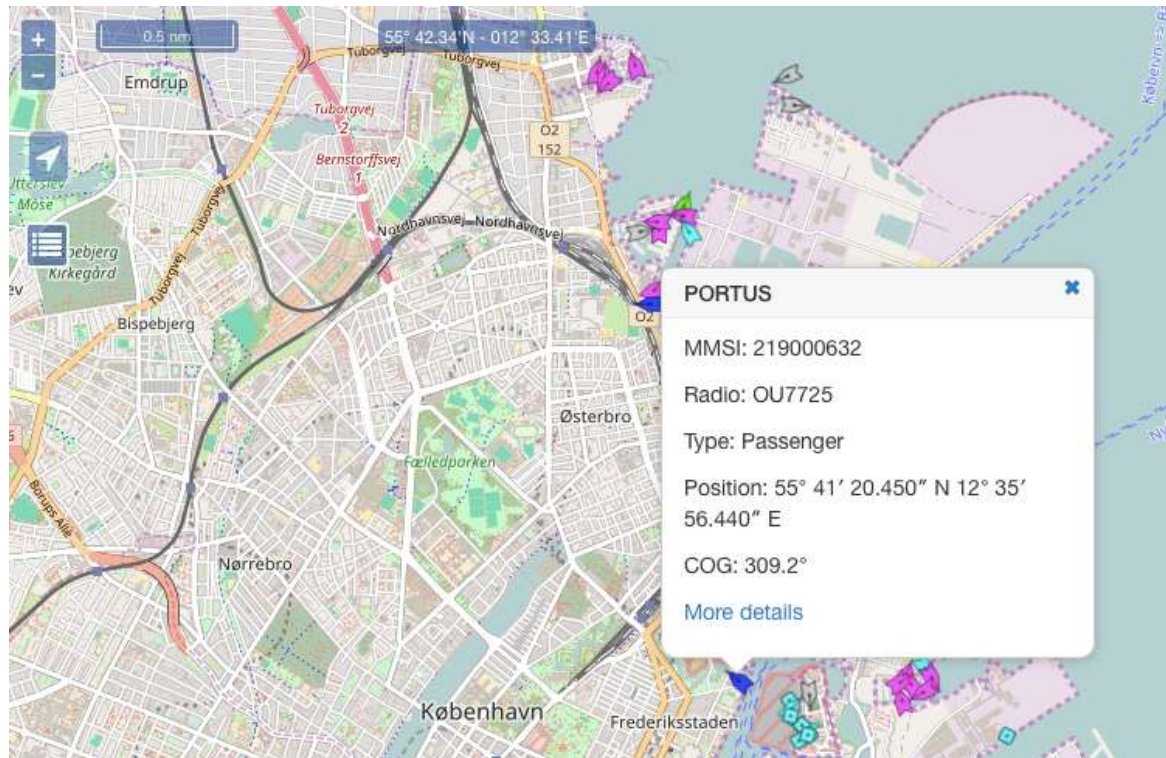 +
−
0.5 nm
55° 42.34'N - 012° 33.41'E
Tuborgvej
Tuborgvej
Emdrup
Tuborgvej
2
O2
152
Bernstorffsvej
1
Utterslev
Mose
Tuborgvej
Nordhavnsvej
Nordhavnsvej
Kirkegård
Tuborgvej
Bispebjerg
O2
Østerbro
Fælledparken
Borups Allé
Nørrebro
København
Frederiksstaden
PORTUS
✖
MMSI: 219000632
Radio: OU7725
Type: Passenger
Position: 55° 41′ 20.450″ N 12° 35′
56.440″ E
COG: 309.2°
More details